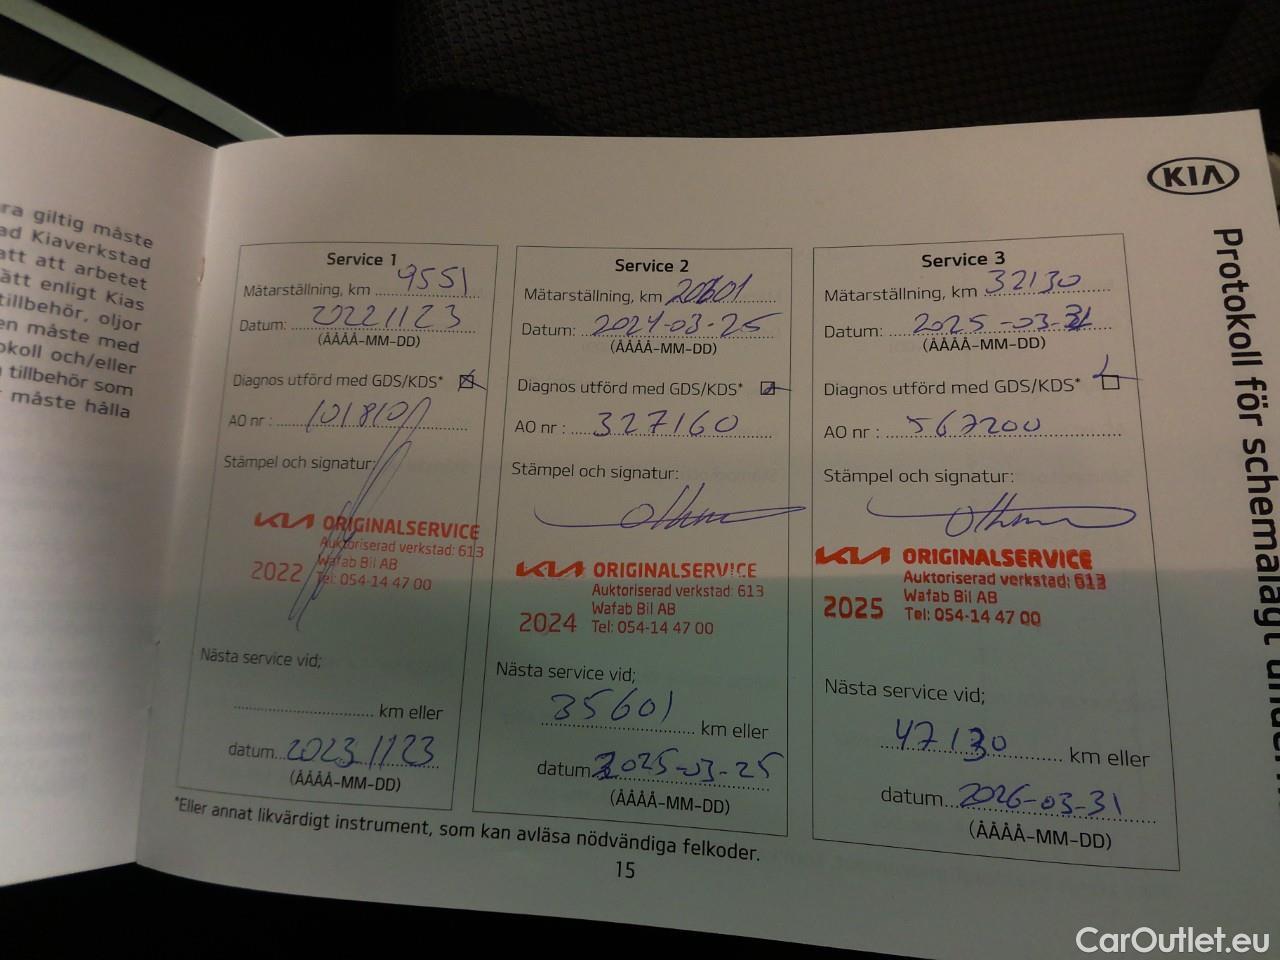 ra giltig måste
ad Kiaverkstad
att att arbetet
ätt enligt Kias
tillbehör, oljor
en måste med
okoll och/eller
tillbehör som
måste hålla
KIA
Protokoll för schemalagt under
Service 1
Mätarställning, km 9551
Datum: 20221123
(ÅÅÅÅ-MM-DD)
Diagnos utförd med GDS/KDS*
AO nr : 101810
Stämpel och signatur:
KIA ORIGINALSERVICE
Auktoriserad verkstad: 613
Wafab Bil AB
2022 Tel: 054-14 47 00
Nästa service vid;
km eller
datum 20231123
(ÅÅÅÅ-MM-DD)
Service 2
Mätarställning, km 20601
Datum: 2024-03-25
(ÅÅÅÅ-MM-DD)
Diagnos utförd med GDS/KDS*
AO nr : 327160
Stämpel och signatur:
KIA ORIGINALSERVICE
Auktoriserad verkstad: 613
Wafab Bil AB
2024 Tel: 054-14 47 00
Nästa service vid;
35601 km eller
datum 2025-03-25
(ÅÅÅÅ-MM-DD)
Service 3
Mätarställning, km 32130
Datum: 2025-03-31
(ÅÅÅÅ-MM-DD)
Diagnos utförd med GDS/KDS*
AO nr : 567200
Stämpel och signatur:
KIA ORIGINALSERVICE
Auktoriserad verkstad: 613
Wafab Bil AB
2025 Tel: 054-14 47 00
Nästa service vid;
47130 km eller
datum 2026-03-31
(ÅÅÅÅ-MM-DD)
*Eller annat likvärdigt instrument, som kan avläsa nödvändiga felkoder.
15
CarOutlet.eu